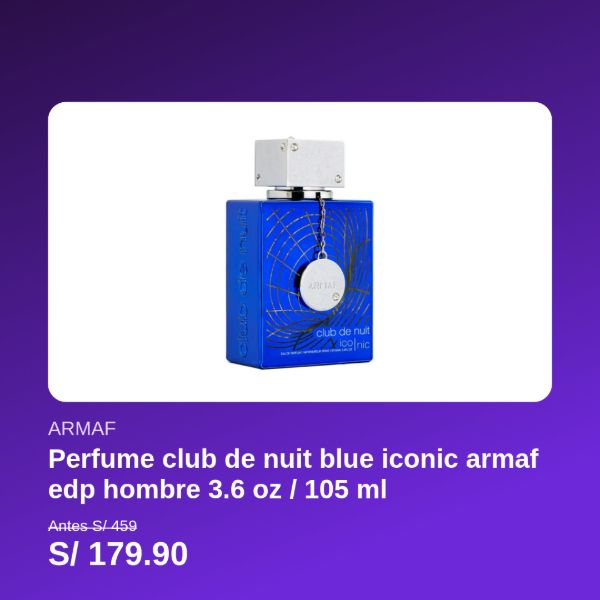 club de nuit
ARMAF
club de nuit
ico|nic
ARMAF
Perfume club de nuit blue iconic armaf
edp hombre 3.6 oz / 105 ml
Antes S/ 459
S/ 179.90